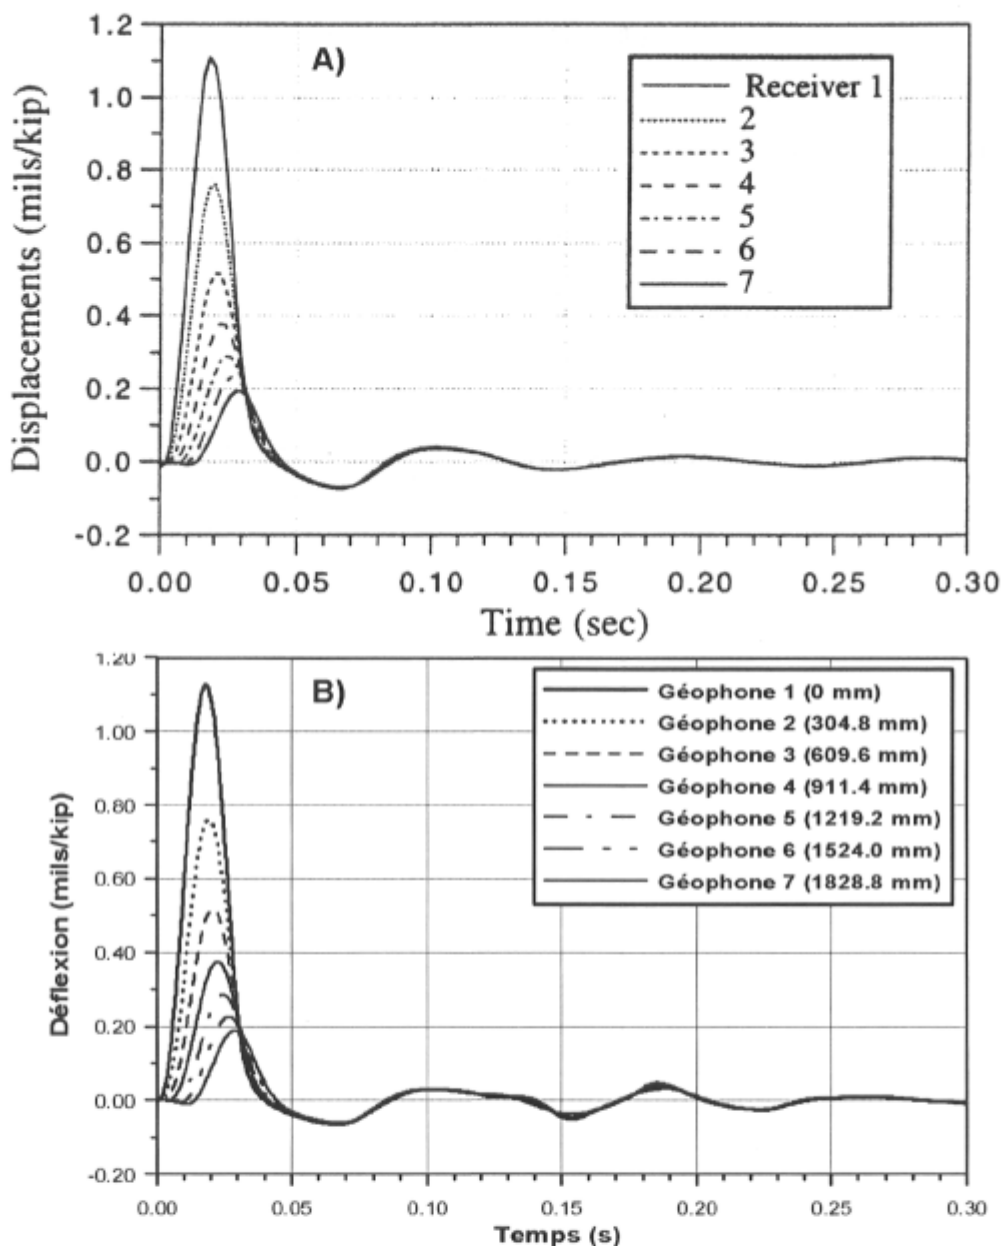 1.2
A)
Receiver 1
1.0
2
3
0.8
4
5
0.6
6
7
0.4
0.2
0.0
-0.2
Displacements (mils/kip)
0.00 0.05 0.10 0.15 0.20 0.25 0.30
Time (sec)
1.20
B)
Géophone 1 (0 mm)
Géophone 2 (304.8 mm)
1.00
Géophone 3 (609.6 mm)
Géophone 4 (911.4 mm)
0.80
Géophone 5 (1219.2 mm)
Géophone 6 (1524.0 mm)
Géophone 7 (1828.8 mm)
0.60
0.40
0.20
0.00
-0.20
Déflexion (mils/kip)
0.00 0.05 0.10 0.15 0.20 0.25 0.30
Temps (s)